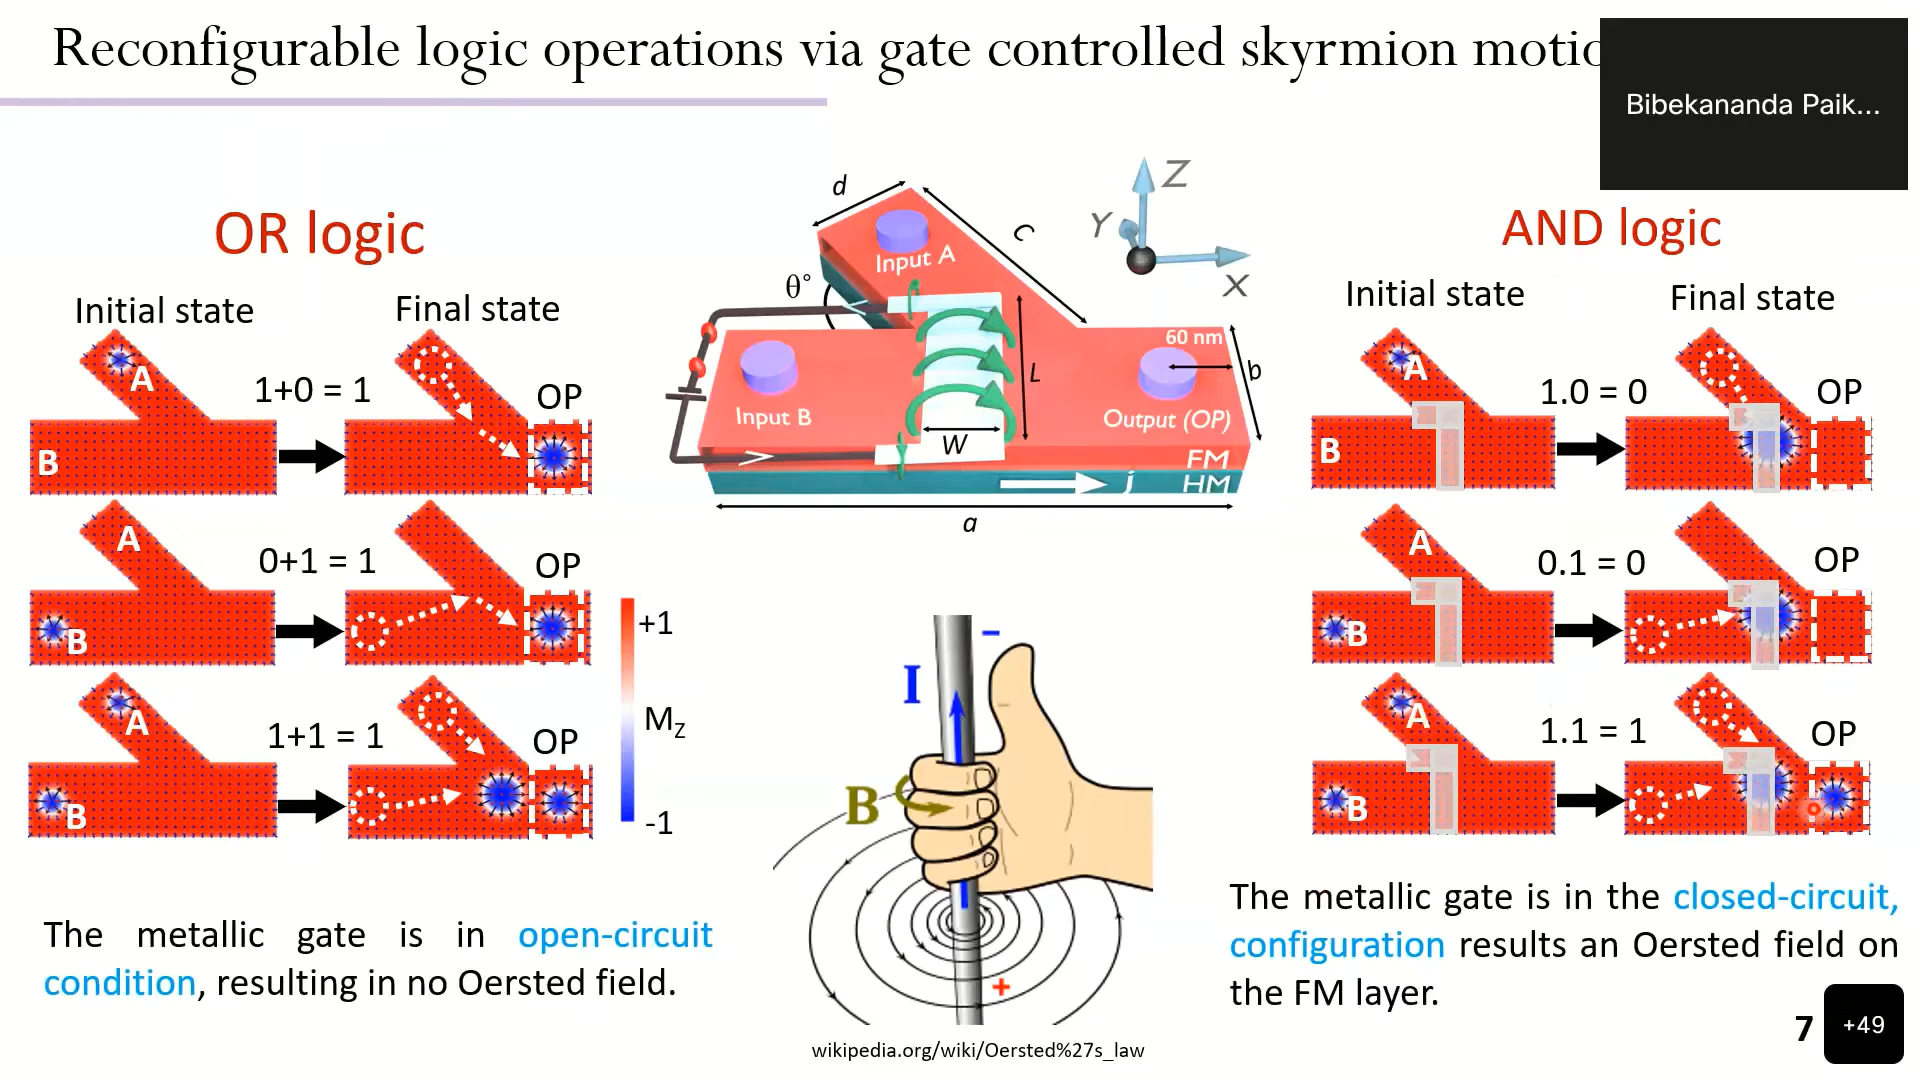 Reconfigurable logic operations via gate controlled skyrmion motio
Bibekananda Paik...
OR logic
Initial state
Final state
A
1+0 = 1
OP
B
A
0+1 = 1
OP
B
A
1+1 = 1
OP
B
+1
M_Z
-1
The metallic gate is in open-circuit
condition, resulting in no Oersted field.
d
C
Z
Y
X
Input A
θ°
60 nm
b
L
Input B
Output (OP)
W
FM
j
HM
a
I
-
B
+
wikipedia.org/wiki/Oersted%27s_law
AND logic
Initial state
Final state
A
1.0 = 0
OP
B
A
0.1 = 0
OP
B
A
1.1 = 1
OP
B
The metallic gate is in the closed-circuit,
configuration results an Oersted field on
the FM layer.
7
+49